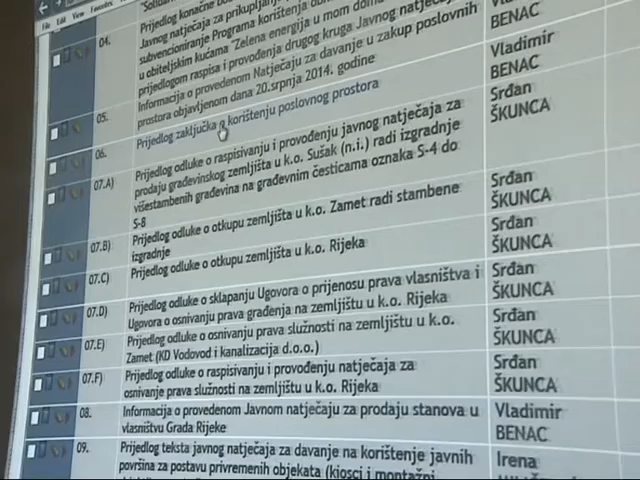 File Edit View Favorites
04.
Prijedlog konačne
Javnog natječaja za prikupljanje
subvencioniranje Programa korištenja
u obiteljskim kućama "Zelena energija u mom domu"
prijedlogom raspisa i provođenja drugog kruga Javnog natječaja
05.
Informacija o provedenom Natječaju za davanje u zakup poslovnih
prostora objavljenom dana 20.srpnja 2014. godine
Vladimir
BENAC
06.
Prijedlog zaključka o korištenju poslovnog prostora
Vladimir
BENAC
07.A)
Prijedlog odluke o raspisivanju i provođenju javnog natječaja za
prodaju građevinskog zemljišta u k.o. Sušak (n.i.) radi izgradnje
višestambenih građevina na građevnim česticama oznaka S-4 do
S-8
Srđan
ŠKUNCA
07.B)
Prijedlog odluke o otkupu zemljišta u k.o. Zamet radi stambene
izgradnje
Srđan
ŠKUNCA
07.C)
Prijedlog odluke o otkupu zemljišta u k.o. Rijeka
Srđan
ŠKUNCA
07.D)
Prijedlog odluke o sklapanju Ugovora o prijenosu prava vlasništva i
Ugovora o osnivanju prava građenja na zemljištu u k.o. Rijeka
Srđan
ŠKUNCA
07.E)
Prijedlog odluke o osnivanju prava služnosti na zemljištu u k.o.
Zamet (KD Vodovod i kanalizacija d.o.o.)
Srđan
ŠKUNCA
07.F)
Prijedlog odluke o raspisivanju i provođenju natječaja za
osnivanje prava služnosti na zemljištu u k.o. Rijeka
Srđan
ŠKUNCA
08.
Informacija o provedenom Javnom natječaju za prodaju stanova u
vlasništvu Grada Rijeke
Vladimir
BENAC
09.
Prijedlog teksta javnog natječaja za davanje na korištenje javnih
površina za postavu privremenih objekata (kiosci i montažni
Irena